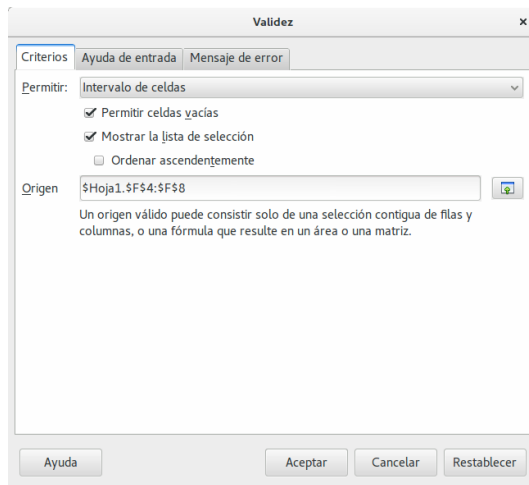 Validez
Criterios Ayuda de entrada Mensaje de error
Permitir: Intervalo de celdas
Permitir celdas vacías
Mostrar la lista de selección
Ordenar ascendentemente
Origen $Hoja1.$F$4:$F$8
Un origen válido puede consistir solo de una selección contigua de filas y
columnas, o una fórmula que resulte en un área o una matriz.
Ayuda Aceptar Cancelar Restablecer